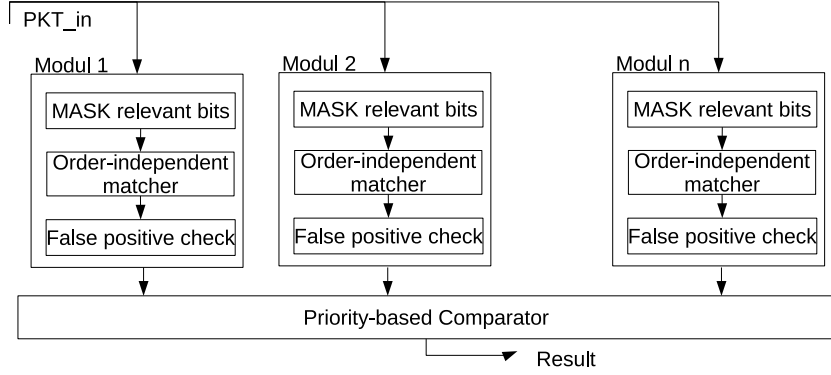 PKT_in
Modul 1
MASK relevant bits
Order-independent
matcher
False positive check
Modul 2
MASK relevant bits
Order-independent
matcher
False positive check
Modul n
MASK relevant bits
Order-independent
matcher
False positive check
Priority-based Comparator
Result